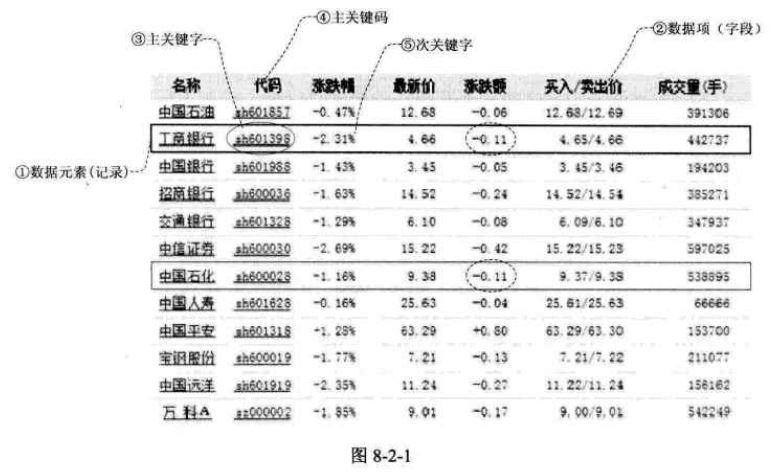 ④主关键码
③主关键字
⑤次关键字
②数据项（字段）
名称 代码 涨跌幅 最新价 涨跌额 买入/卖出价 成交量(手)
中国石油 sh601857 -0.47% 12.68 -0.06 12.68/12.69 391306
工商银行 sh601398 -2.31% 4.66 -0.11 4.65/4.66 442737
①数据元素(记录)
中国银行 sh601988 -1.43% 3.45 -0.05 3.45/3.46 194203
招商银行 sh600036 -1.63% 14.52 -0.24 14.52/14.54 385271
交通银行 sh601328 -1.29% 6.10 -0.08 6.09/6.10 347937
中信证券 sh600030 -2.69% 15.22 -0.42 15.22/15.23 597025
中国石化 sh600028 -1.16% 9.38 -0.11 9.37/9.38 538895
中国人寿 sh601628 -0.16% 25.63 -0.04 25.61/25.63 66666
中国平安 sh601318 +1.28% 63.29 +0.80 63.29/63.30 153700
宝钢股份 sh600019 -1.77% 7.21 -0.13 7.21/7.22 211077
中国远洋 sh601919 -2.35% 11.24 -0.27 11.22/11.24 156162
万 科A sz000002 -1.85% 9.01 -0.17 9.00/9.01 542249
图 8-2-1